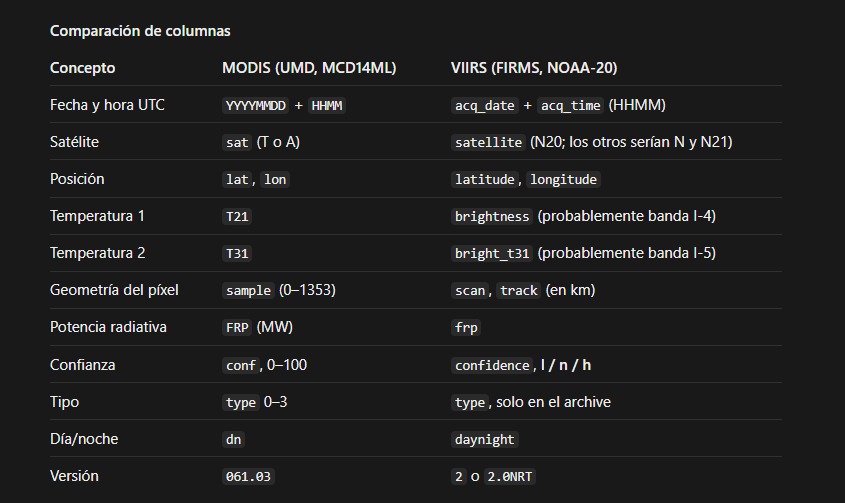 Comparación de columnas
Concepto MODIS (UMD, MCD14ML) VIIRS (FIRMS, NOAA-20)
Fecha y hora UTC YYYYMMDD + HHMM acq_date + acq_time (HHMM)
Satélite sat (T o A) satellite (N20; los otros serían N y N21)
Posición lat, lon latitude, longitude
Temperatura 1 T21 brightness (probablemente banda I-4)
Temperatura 2 T31 bright_t31 (probablemente banda I-5)
Geometría del píxel sample (0–1353) scan, track (en km)
Potencia radiativa FRP (MW) frp
Confianza conf, 0–100 confidence, l / n / h
Tipo type 0–3 type, solo en el archive
Día/noche dn daynight
Versión 061.03 2 o 2.0NRT